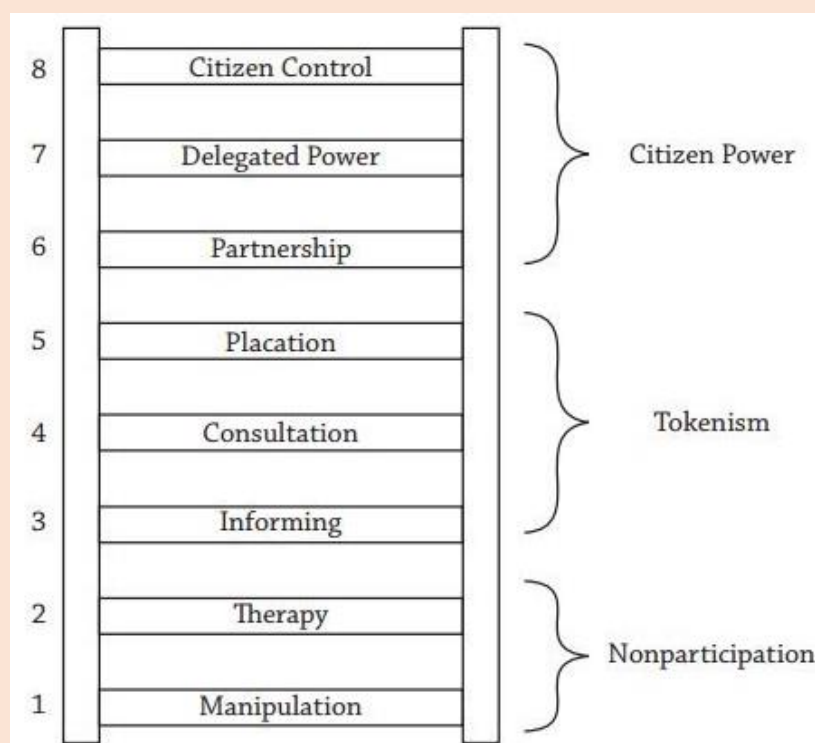 8 Citizen Control
7 Delegated Power
Citizen Power
6 Partnership
5 Placation
4 Consultation
Tokenism
3 Informing
2 Therapy
Nonparticipation
1 Manipulation